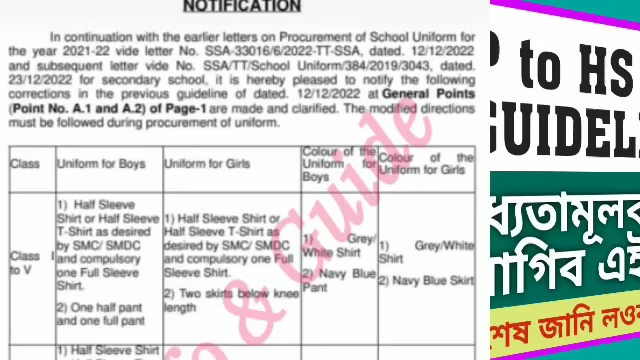 NOTIFICATION
In continuation with the earlier letters on Procurement of School Uniform for
the year 2021-22 vide letter No. SSA-33016/6/2022-TT-SSA, dated. 12/12/2022
and subsequent letter vide No. SSA/TT/School Uniform/384/2019/3043, dated.
23/12/2022 for secondary school, it is hereby pleased to notify the following
corrections in the previous guideline of dated. 12/12/2022 at General Points
(Point No. A.1 and A.2) of Page-1 are made and clarified. The modified directions
must be followed during procurement of uniform.
Class
Uniform for Boys
Uniform for Girls
Colour of the
Uniform for
Boys
Colour of the
Uniform for Girls
Class I
to V
1) Half Sleeve
Shirt or Half Sleeve
T-Shirt as desired
by SMC/ SMDC
and compulsory
one Full Sleeve
Shirt.
2) One half pant
and one full pant
1) Half Sleeve Shirt or
Half Sleeve T-Shirt as
desired by SMC/ SMDC
and compulsory one Full
Sleeve Shirt.
2) Two skirts below knee
length
1) Grey/
White Shirt
2) Navy Blue
Pant
1) Grey/White
Shirt
2) Navy Blue Skirt
1) Half Sleeve Shirt
& Guide
P to HS
GUIDELI
ধ্যতামূলক
াগিব এই
শেষ জানি লওক